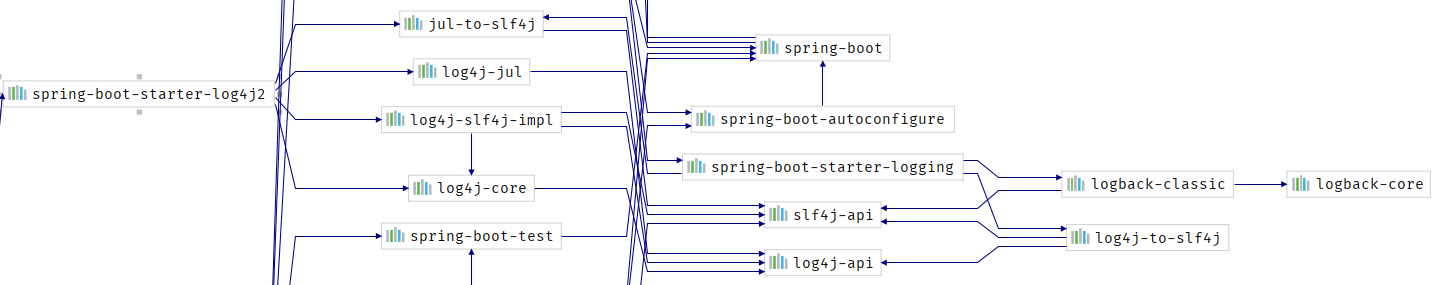 jul-to-slf4j
spring-boot
log4j-jul
spring-boot-starter-log4j2
log4j-slf4j-impl
spring-boot-autoconfigure
spring-boot-starter-logging
log4j-core
logback-classic
logback-core
slf4j-api
spring-boot-test
log4j-to-slf4j
log4j-api